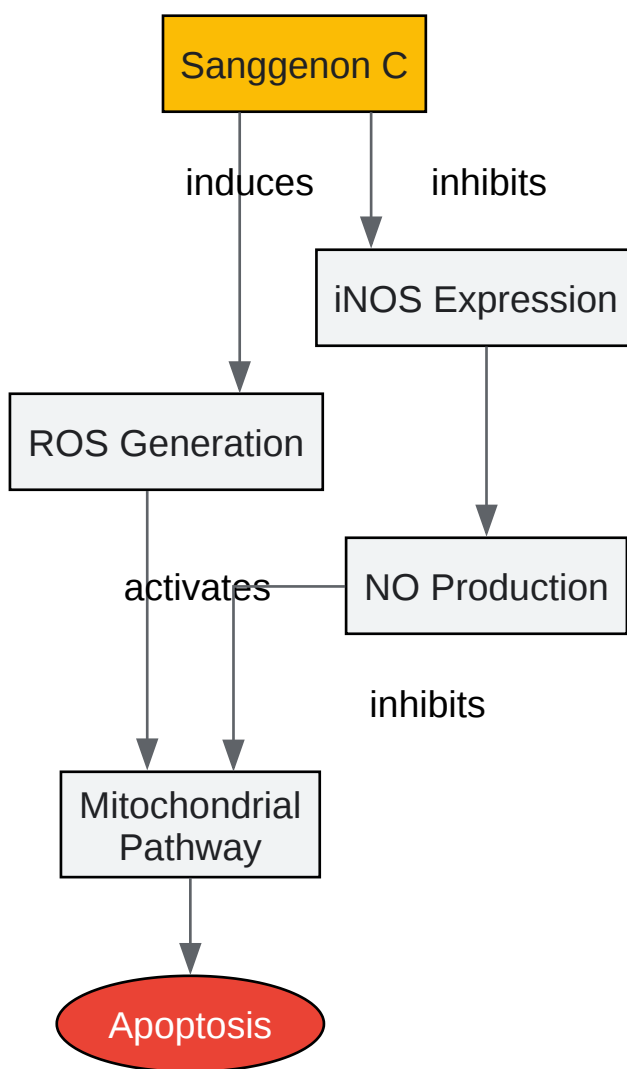 Sanggenon C
induces
inhibits
iNOS Expression
ROS Generation
NO Production
activates
inhibits
Mitochondrial
Pathway
Apoptosis